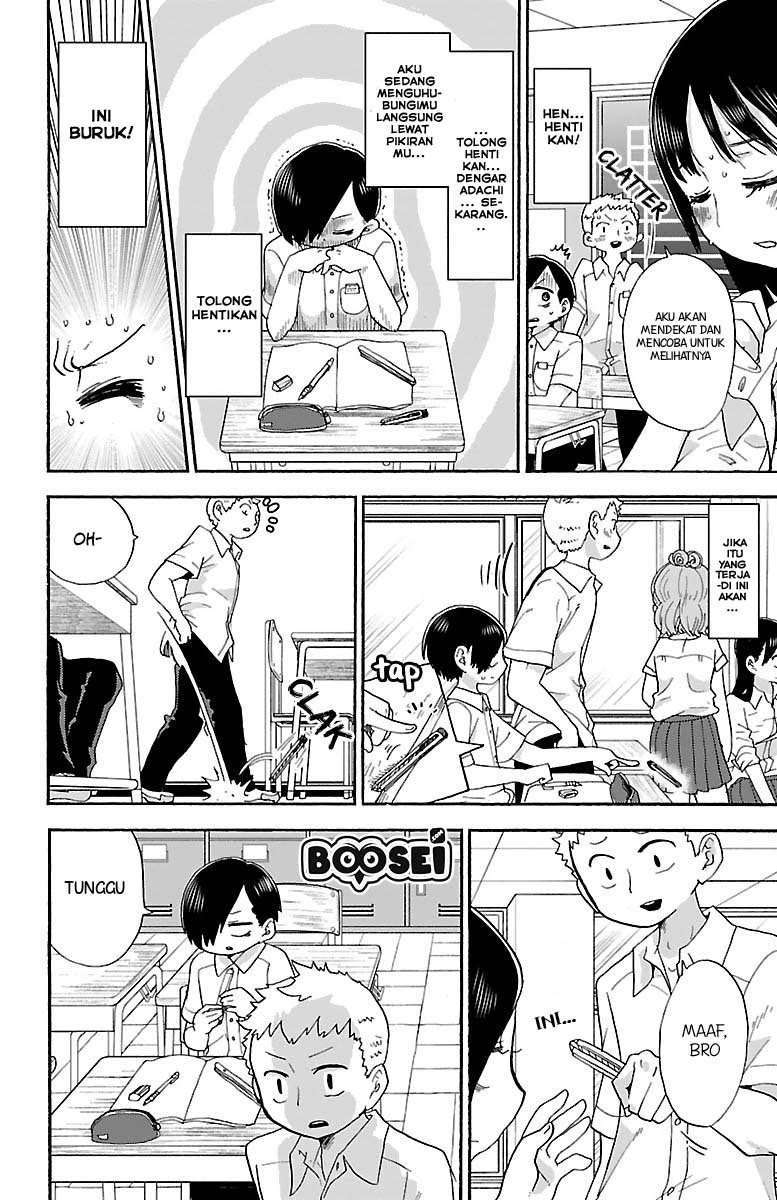 HEN...
HENTI
KAN!
CLATTER
AKU AKAN
MENDEKAT DAN
MENCOBA UNTUK
MELIHATNYA
AKU
SEDANG
MENGUHU-
BUNGIMU
LANGSUNG
LEWAT
PIKIRAN
MU...
...
TOLONG
HENTI
KAN...
DENGAR
ADACHI
... SE-
KARANG.
..
TOLONG
HENTIKAN
...
INI
BURUK!
JIKA
ITU
YANG
TERJA
-DI INI
AKAN
...
tap
OH-
CLAK
MAAF,
BRO
INI...
TUNGGU
BOOSEI
.COM